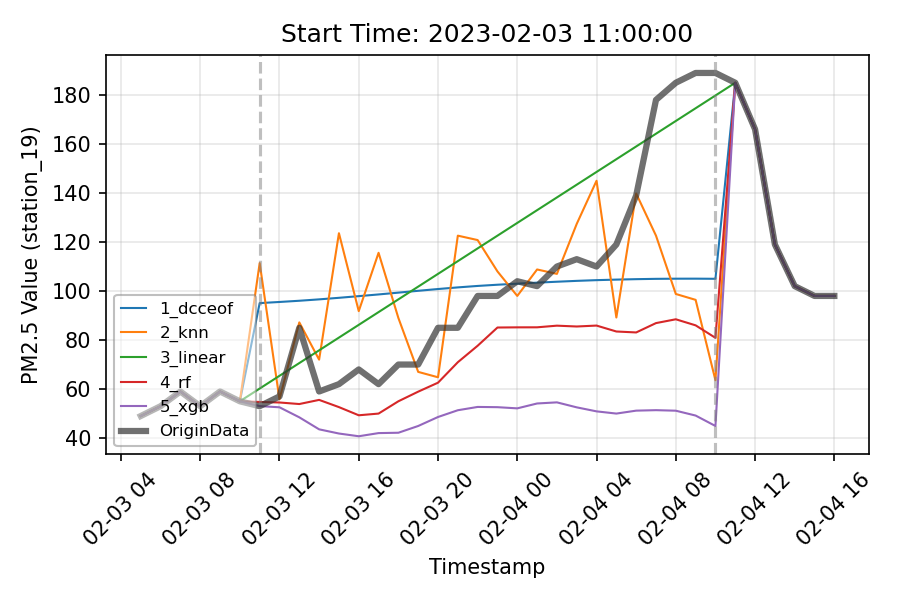 Start Time: 2023-02-03 11:00:00
PM2.5 Value (station_19)
180
160
140
120
100
80
60
40
1_dcceof
2_knn
3_linear
4_rf
5_xgb
OriginData
02-03 04
02-03 08
02-03 12
02-03 16
02-03 20
02-04 00
02-04 04
02-04 08
02-04 12
02-04 16
Timestamp